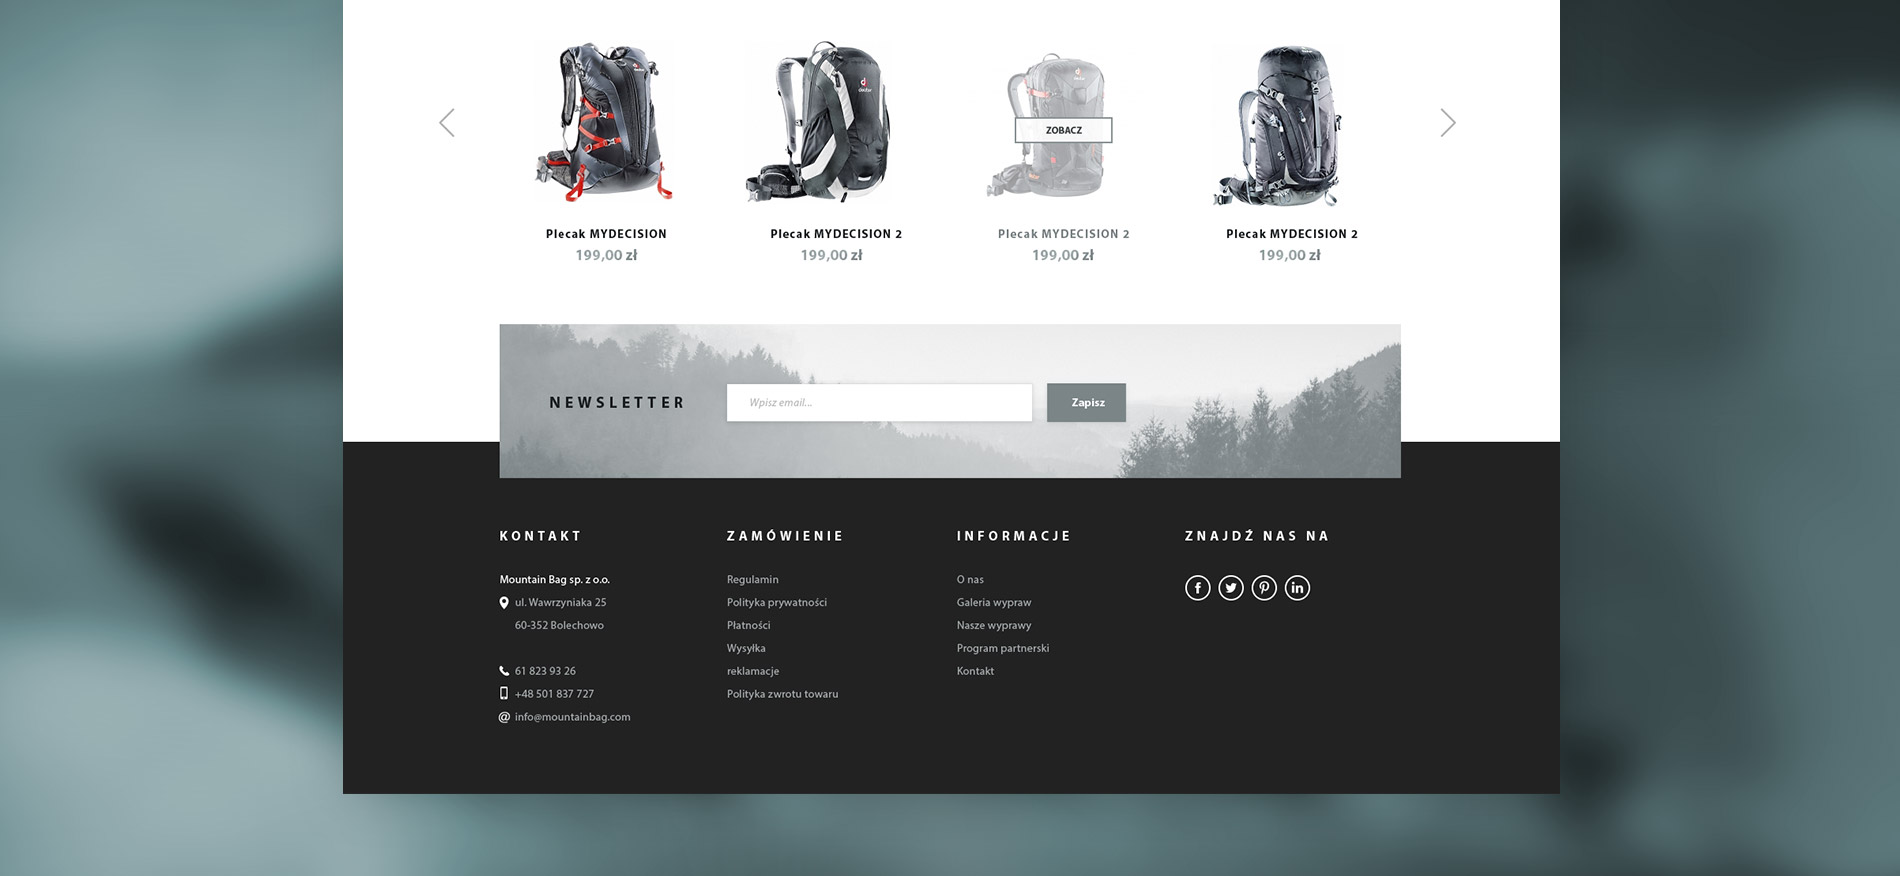 deuter
deuter
deuter
ZOBACZ
Plecak MYDECISION
199,00 zł
Plecak MYDECISION 2
199,00 zł
Plecak MYDECISION 2
199,00 zł
Plecak MYDECISION 2
199,00 zł
NEWSLETTER
Wpisz email...
Zapisz
KONTAKT
Mountain Bag sp. z o.o.
ul. Wawrzyniaka 25
60-352 Bolechowo
61 823 93 26
+48 501 837 727
@ info@mountainbag.com
ZAMÓWIENIE
Regulamin
Polityka prywatności
Płatności
Wysyłka
reklamacje
Polityka zwrotu towaru
INFORMACJE
O nas
Galeria wypraw
Nasze wyprawy
Program partnerski
Kontakt
ZNAJDŹ NAS NA